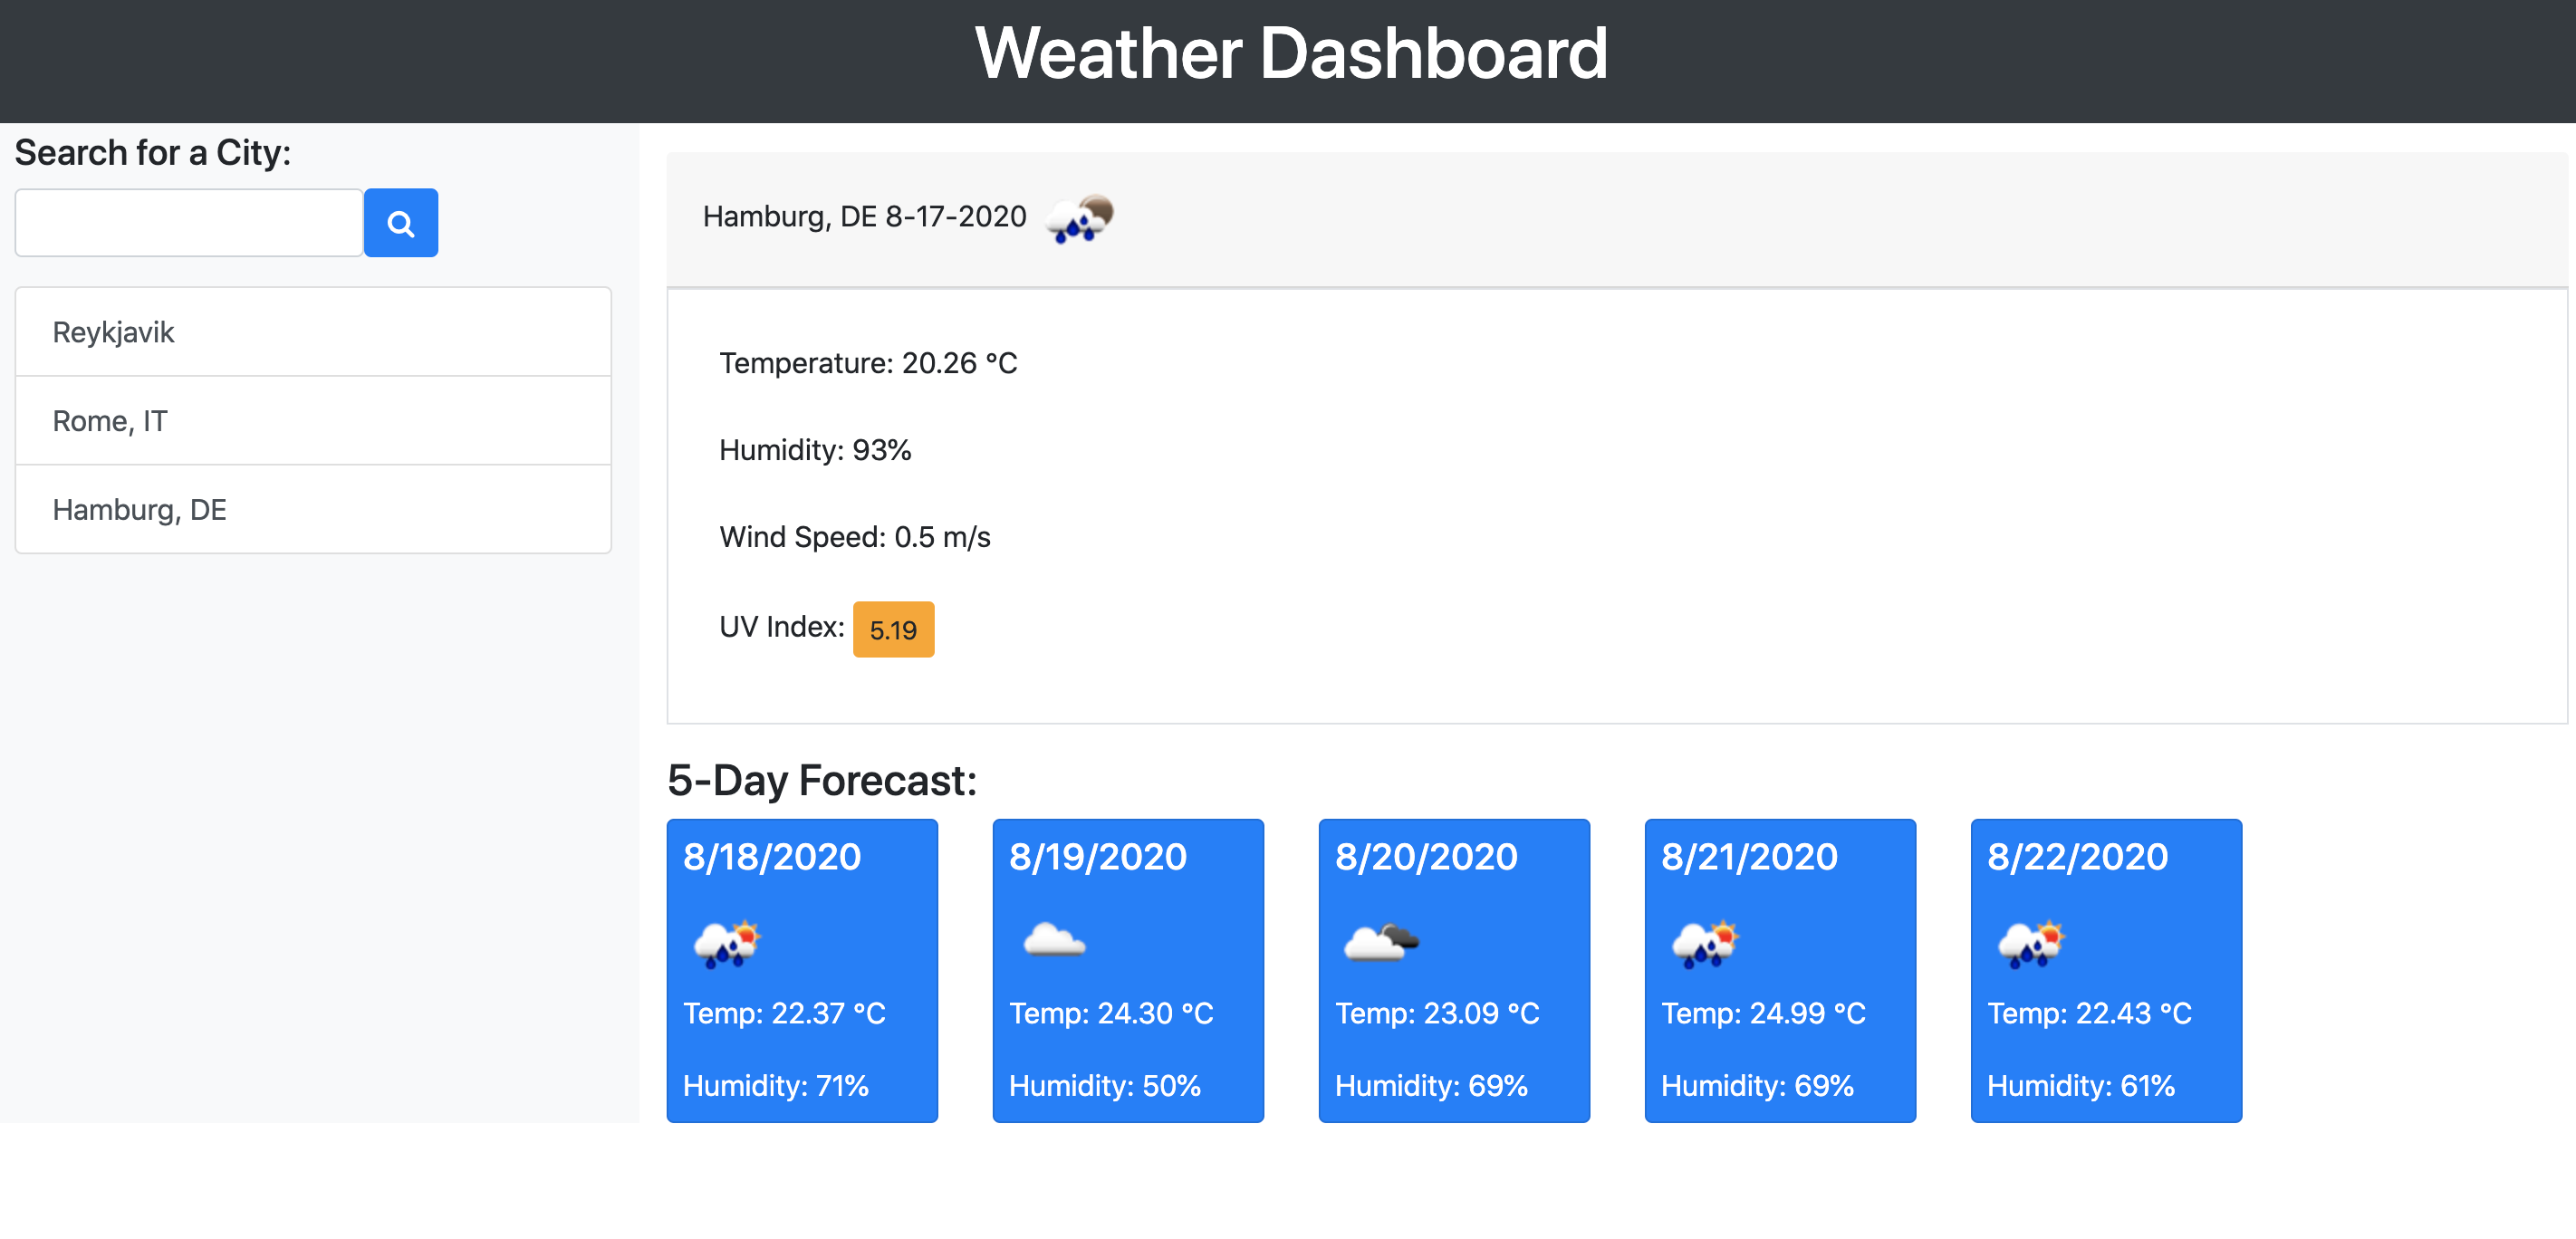 Weather Dashboard
Search for a City:
Reykjavik
Rome, IT
Hamburg, DE
Hamburg, DE 8-17-2020
Temperature: 20.26 °C
Humidity: 93%
Wind Speed: 0.5 m/s
UV Index: 5.19
5-Day Forecast:
8/18/2020
Temp: 22.37 °C
Humidity: 71%
8/19/2020
Temp: 24.30 °C
Humidity: 50%
8/20/2020
Temp: 23.09 °C
Humidity: 69%
8/21/2020
Temp: 24.99 °C
Humidity: 69%
8/22/2020
Temp: 22.43 °C
Humidity: 61%